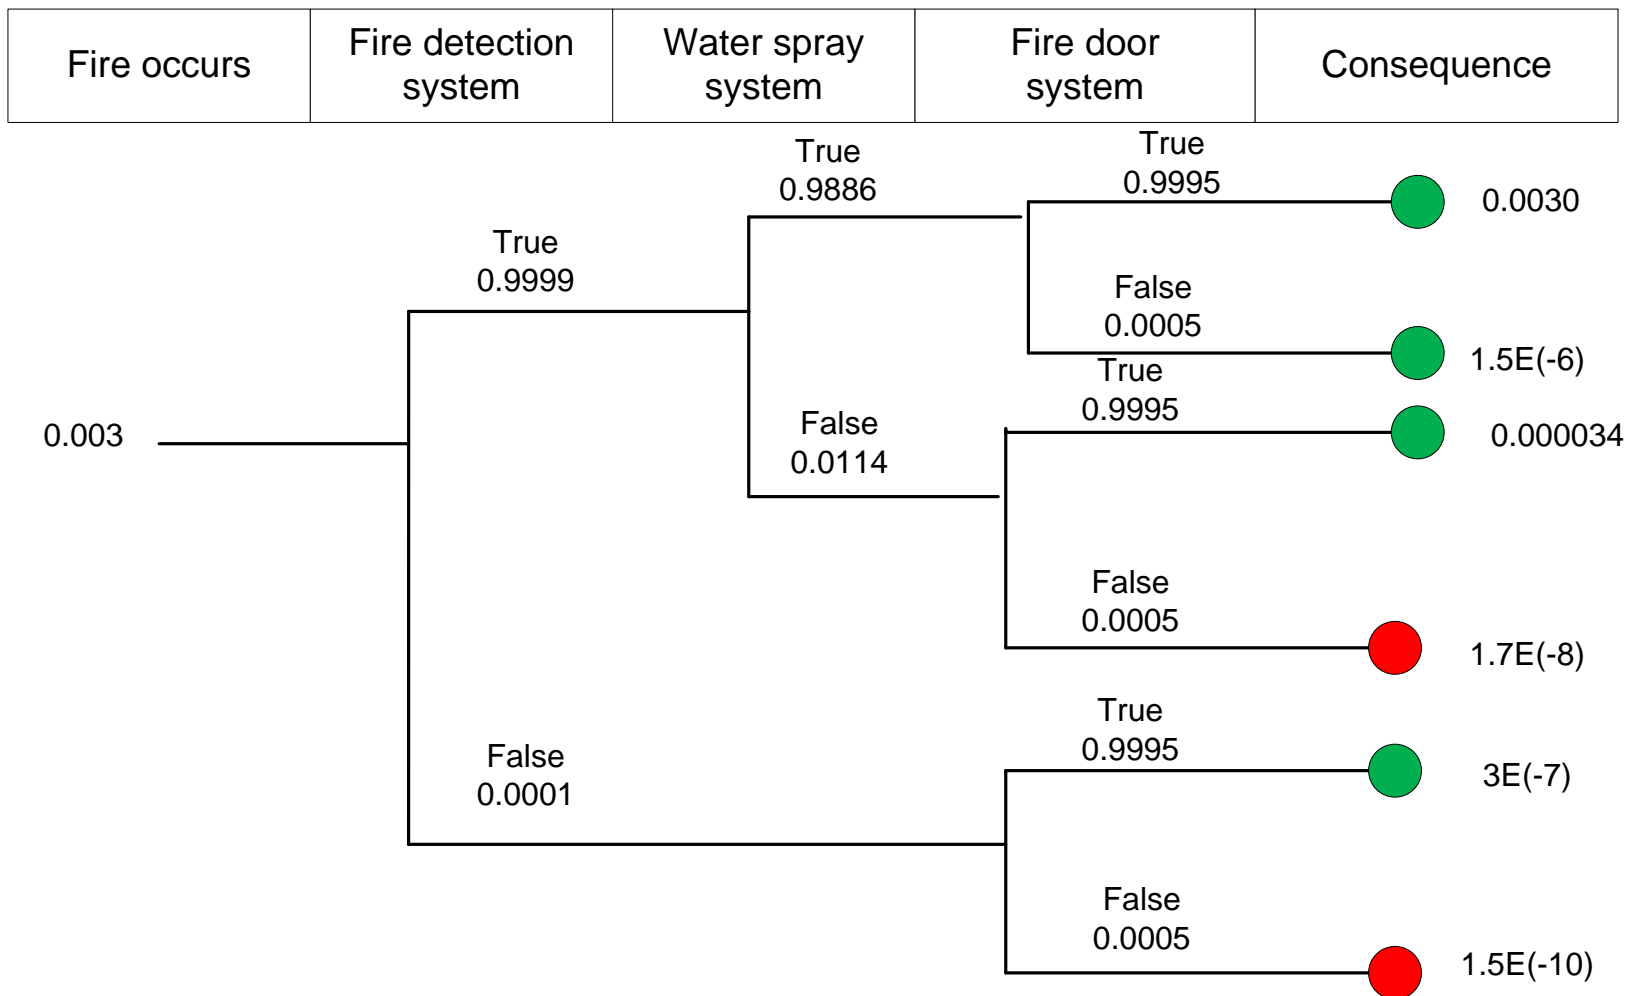 Fire occurs
Fire detection
system
Water spray
system
Fire door
system
Consequence
True
0.9886
True
0.9995
0.0030
True
0.9999
False
0.0005
1.5E(-6)
True
0.9995
0.003
False
0.0114
0.000034
False
0.0005
1.7E(-8)
True
0.9995
False
0.0001
3E(-7)
False
0.0005
1.5E(-10)